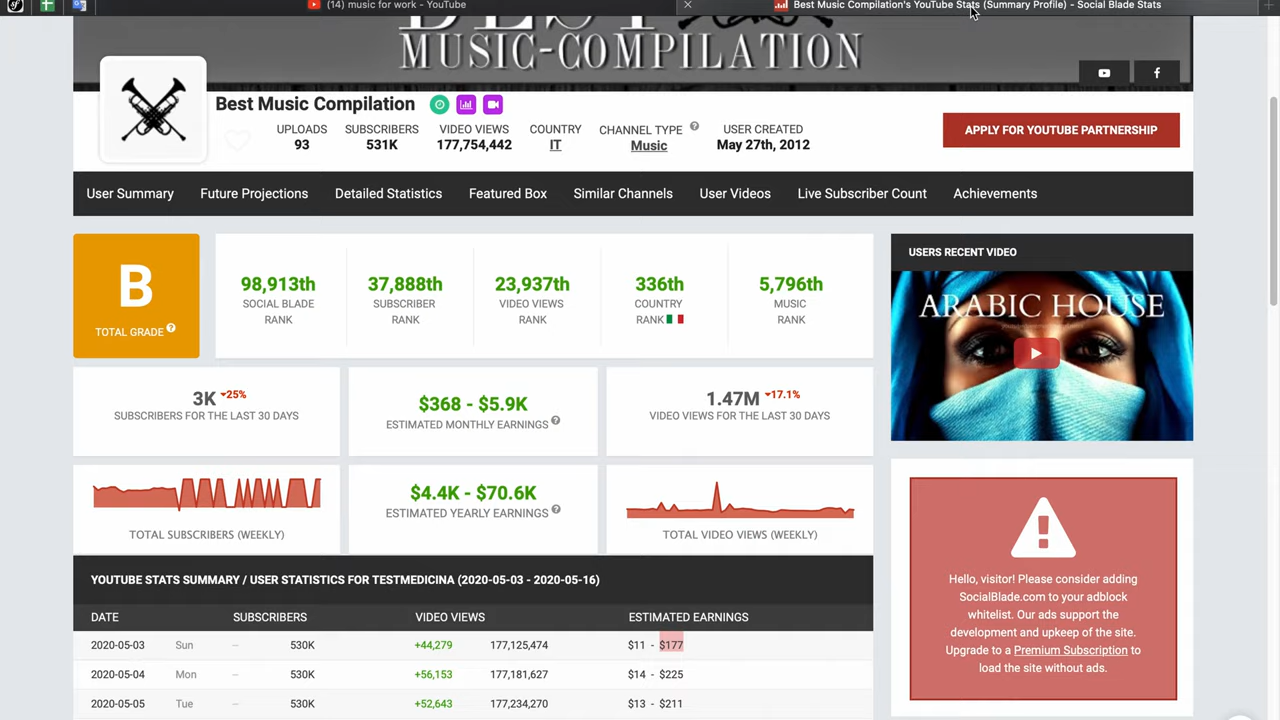 (14) music for work - YouTube
Best Music Compilation's YouTube Stats (Summary Profile) - Social Blade Stats
BEST
MUSIC-COMPILATION
Best Music Compilation
UPLOADS
93
SUBSCRIBERS
531K
VIDEO VIEWS
177,754,442
COUNTRY
IT
CHANNEL TYPE
Music
USER CREATED
May 27th, 2012
APPLY FOR YOUTUBE PARTNERSHIP
User Summary
Future Projections
Detailed Statistics
Featured Box
Similar Channels
User Videos
Live Subscriber Count
Achievements
B
TOTAL GRADE
98,913th
SOCIAL BLADE
RANK
37,888th
SUBSCRIBER
RANK
23,937th
VIDEO VIEWS
RANK
336th
COUNTRY
RANK
5,796th
MUSIC
RANK
USERS RECENT VIDEO
ARABIC HOUSE
3K 25%
SUBSCRIBERS FOR THE LAST 30 DAYS
$368 - $5.9K
ESTIMATED MONTHLY EARNINGS
1.47M 17.1%
VIDEO VIEWS FOR THE LAST 30 DAYS
TOTAL SUBSCRIBERS (WEEKLY)
$4.4K - $70.6K
ESTIMATED YEARLY EARNINGS
TOTAL VIDEO VIEWS (WEEKLY)
Hello, visitor! Please consider adding
SocialBlade.com to your adblock
whitelist. Our ads support the
development and upkeep of the site.
Upgrade to a Premium Subscription to
load the site without ads.
YOUTUBE STATS SUMMARY / USER STATISTICS FOR TESTMEDICINA (2020-05-03 - 2020-05-16)
DATE SUBSCRIBERS VIDEO VIEWS ESTIMATED EARNINGS
2020-05-03 Sun -- 530K +44,279 177,125,474 $11 - $177
2020-05-04 Mon -- 530K +56,153 177,181,627 $14 - $225
2020-05-05 Tue -- 530K +52,643 177,234,270 $13 - $211